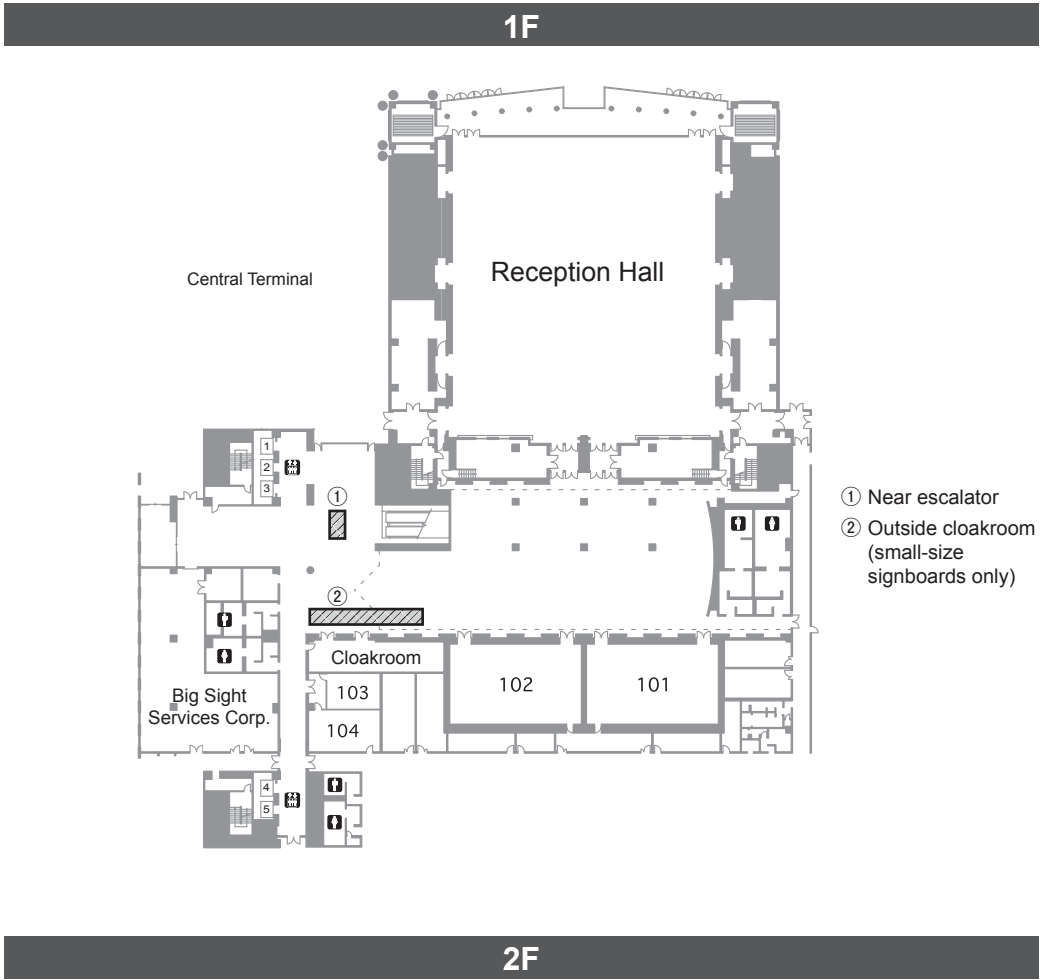 1F
Central Terminal
Reception Hall
1
2
3
①
① Near escalator
② Outside cloakroom
(small-size
signboards only)
②
Cloakroom
103
102
101
Big Sight
Services Corp.
104
4
5
2F